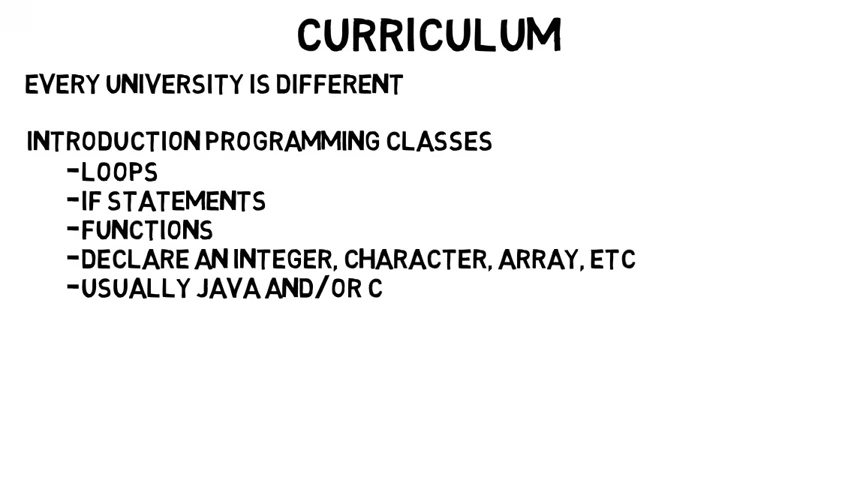 CURRICULUM
EVERY UNIVERSITY IS DIFFERENT
INTRODUCTION PROGRAMMING CLASSES
-LOOPS
-IF STATEMENTS
-FUNCTIONS
-DECLARE AN INTEGER, CHARACTER, ARRAY, ETC
-USUALLY JAVA AND/OR C